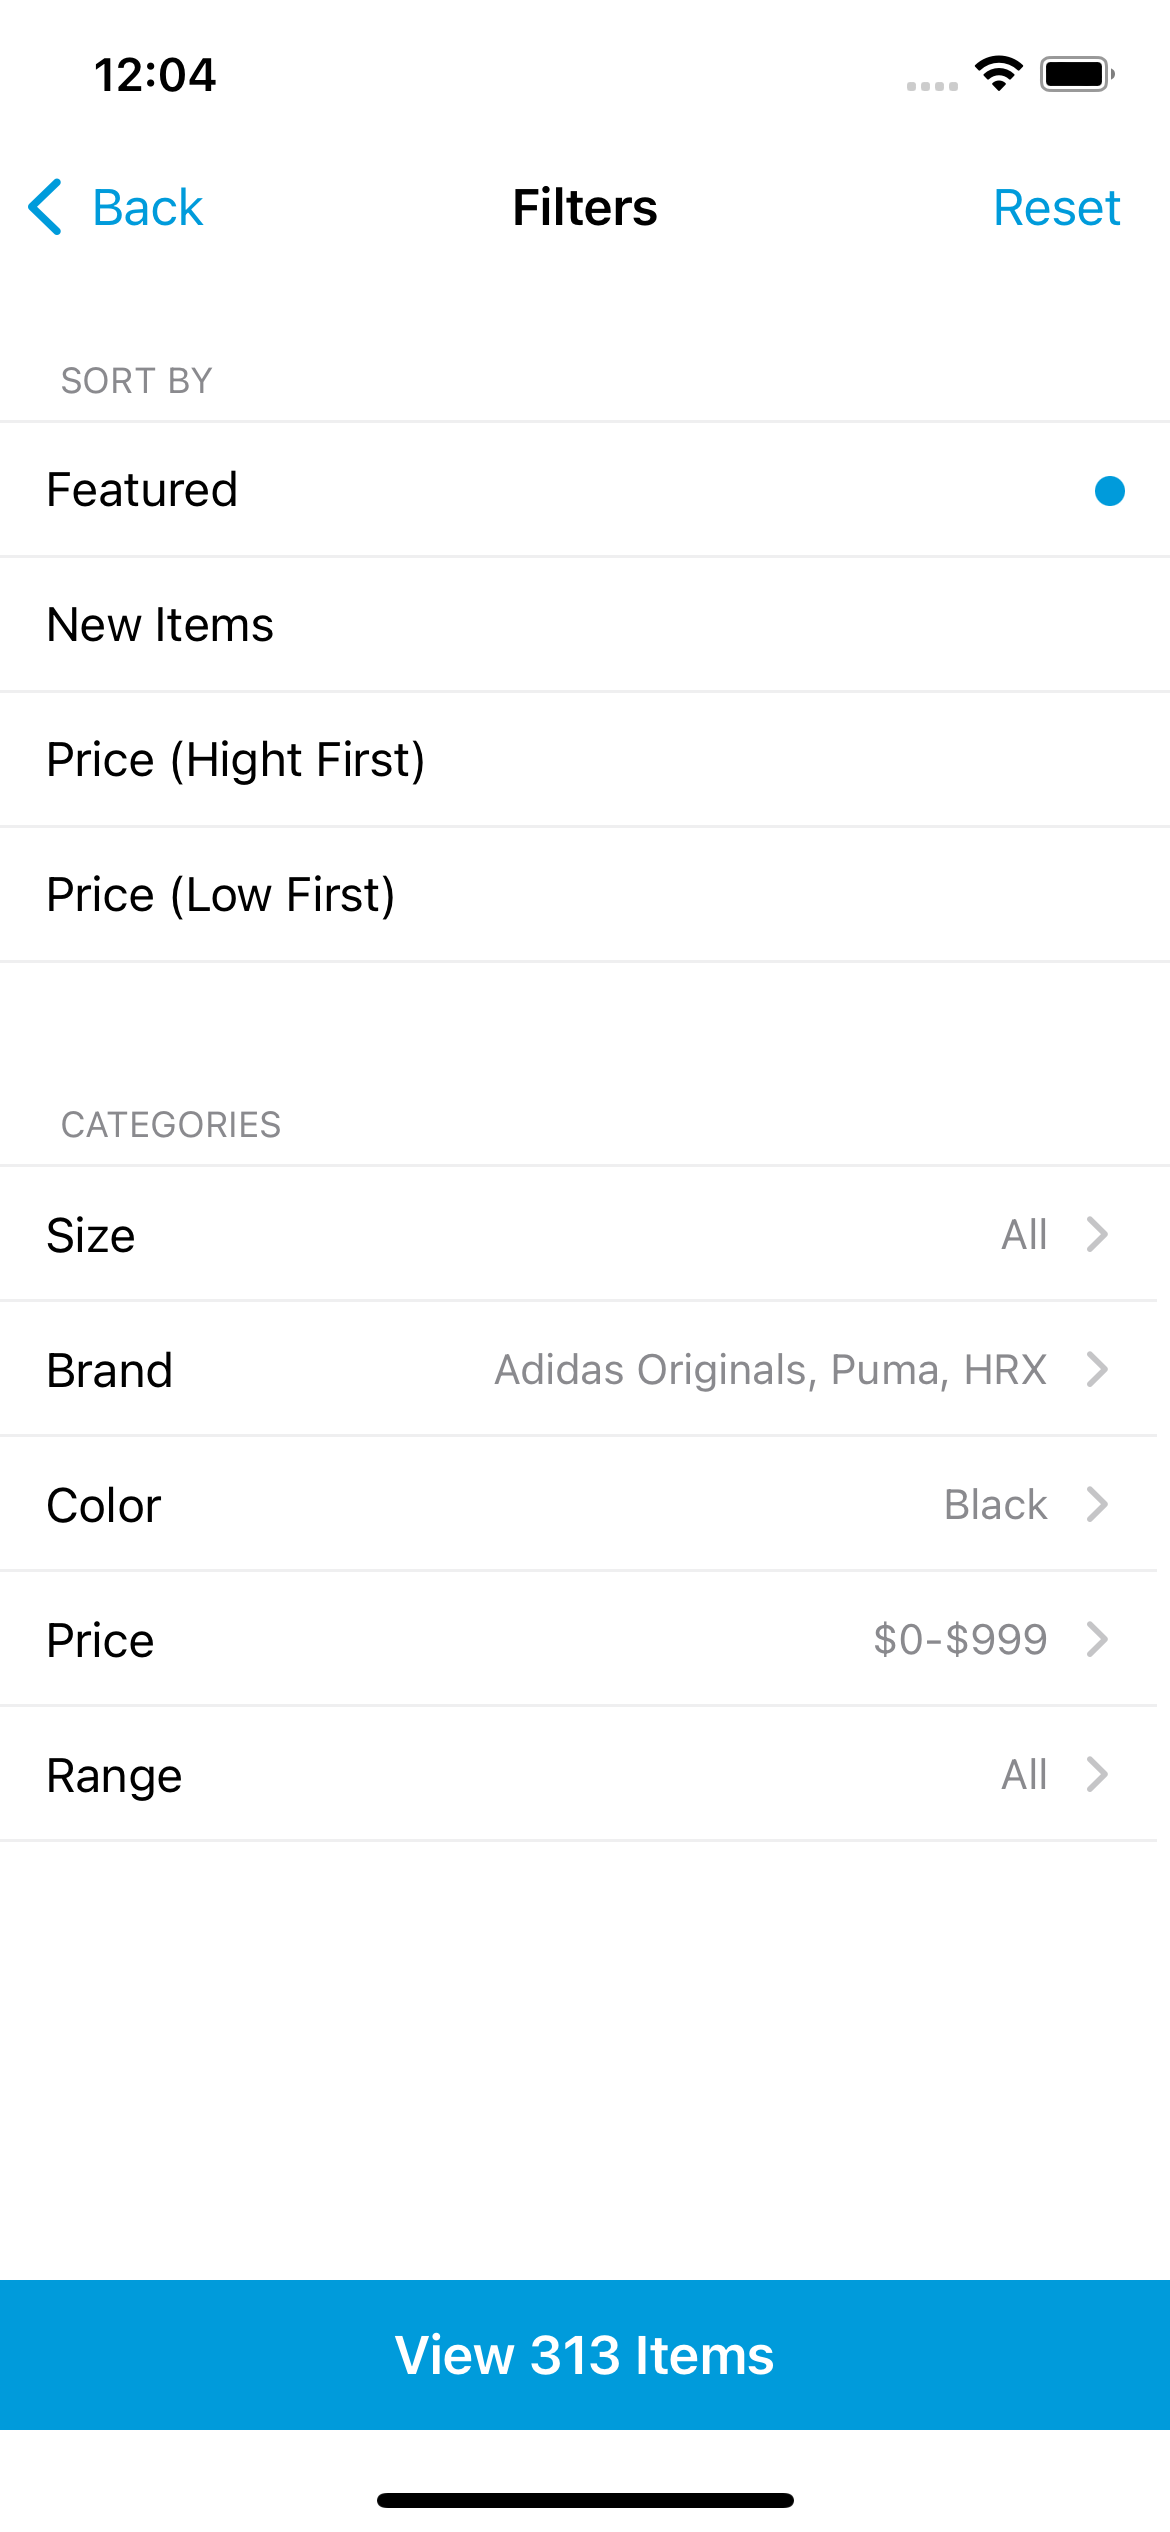 12:04
Back Filters Reset
SORT BY
Featured
New Items
Price (Hight First)
Price (Low First)
CATEGORIES
Size All
Brand Adidas Originals, Puma, HRX
Color Black
Price $0-$999
Range All
View 313 Items